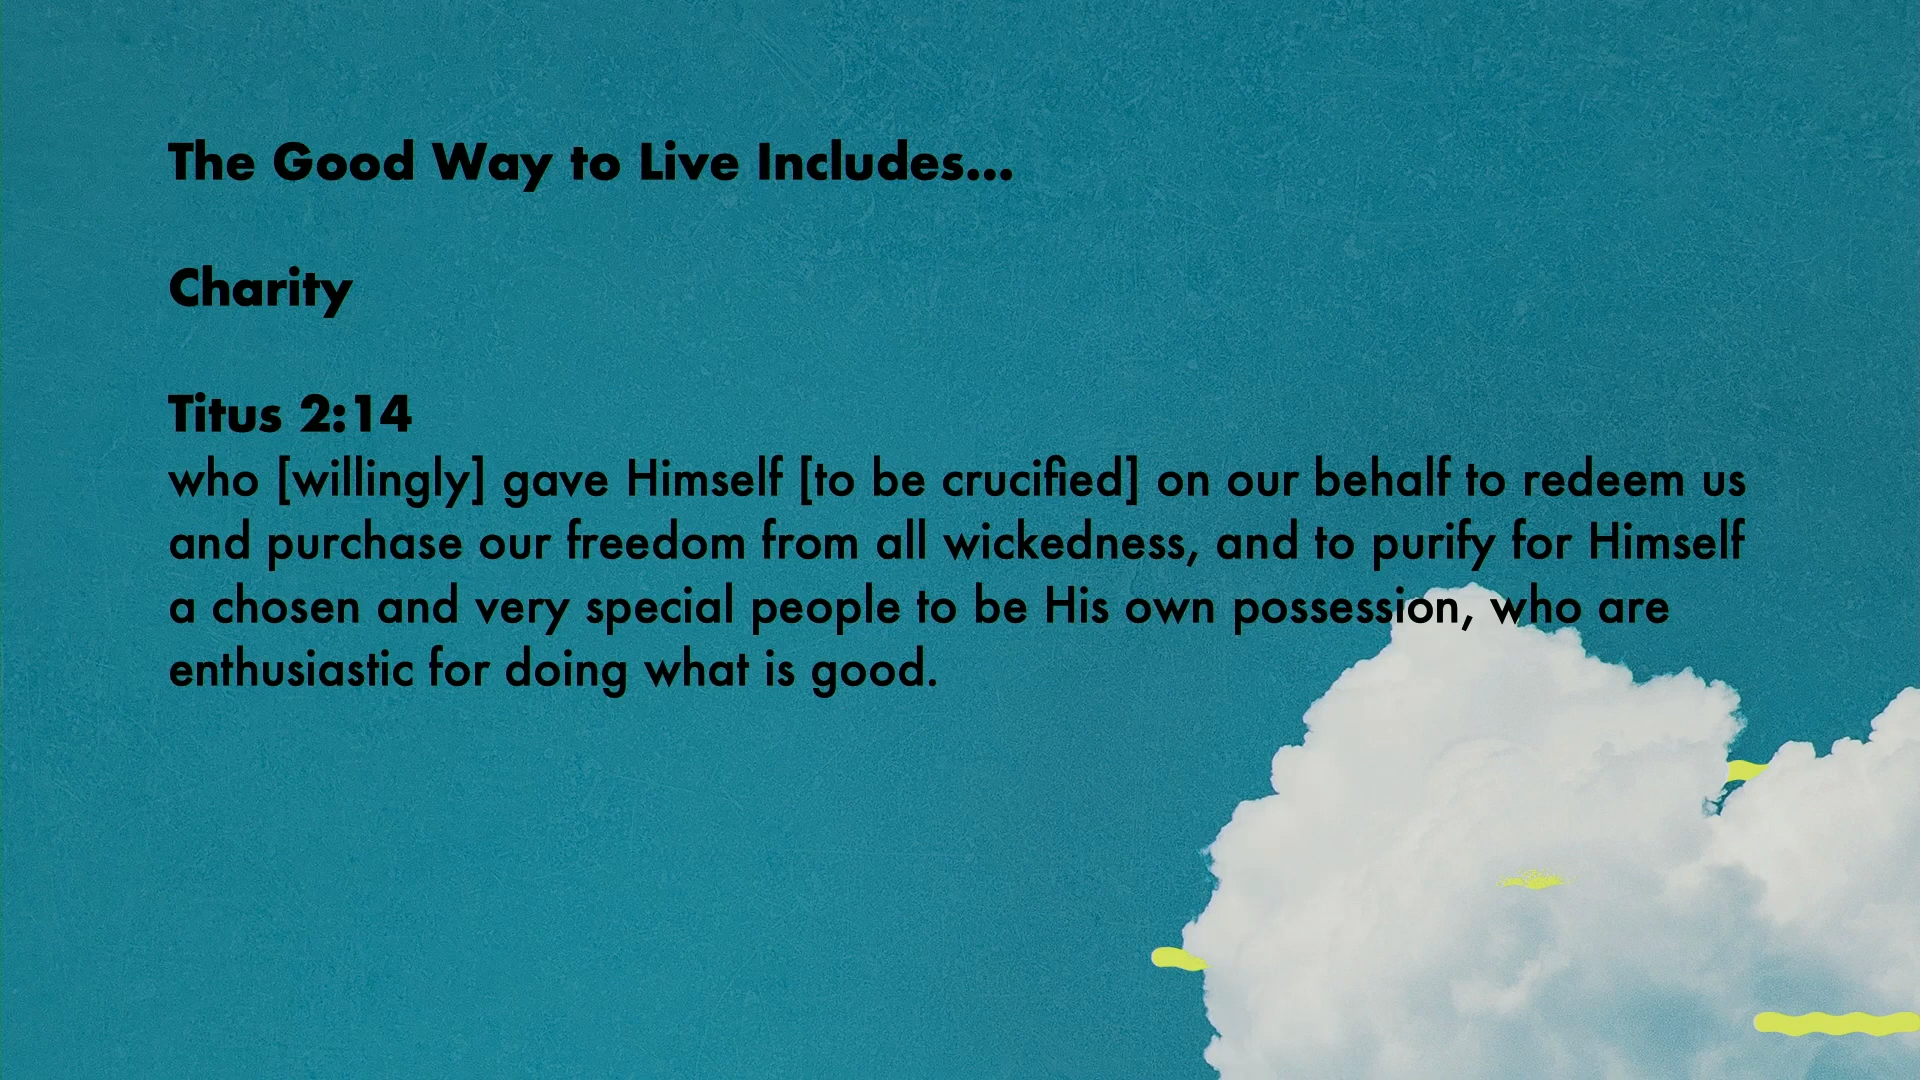 The Good Way to Live Includes...
Charity
Titus 2:14
who [willingly] gave Himself [to be crucified] on our behalf to redeem us
and purchase our freedom from all wickedness, and to purify for Himself
a chosen and very special people to be His own possession, who are
enthusiastic for doing what is good.